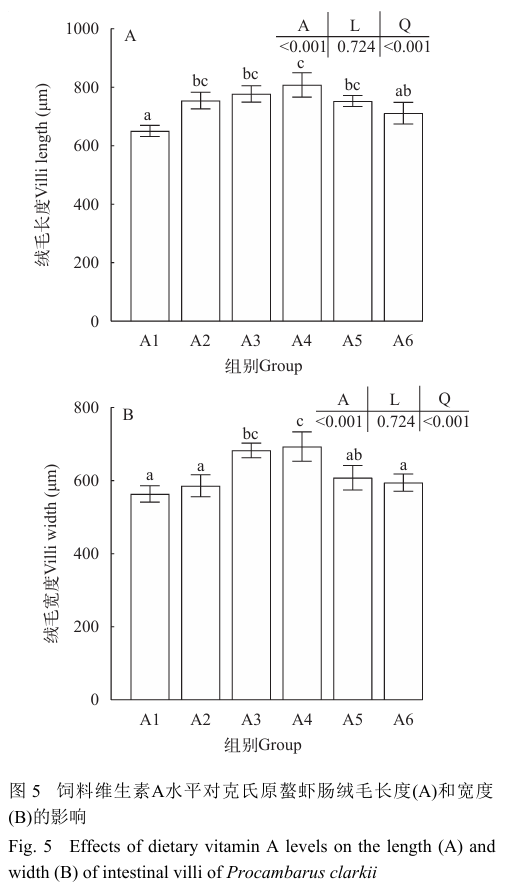 A
A L Q
<0.001 0.724 <0.001
1000
800
600
400
200
0
绒毛长度Villi length (μm)
a bc bc c bc ab
A1 A2 A3 A4 A5 A6
组别Group
B
A L Q
<0.001 0.724 <0.001
800
600
400
200
0
绒毛宽度Villi width (μm)
a a bc c ab a
A1 A2 A3 A4 A5 A6
组别Group
图 5 饲料维生素A水平对克氏原螯虾肠绒毛长度(A)和宽度
(B)的影响
Fig. 5 Effects of dietary vitamin A levels on the length (A) and
width (B) of intestinal villi of Procambarus clarkii